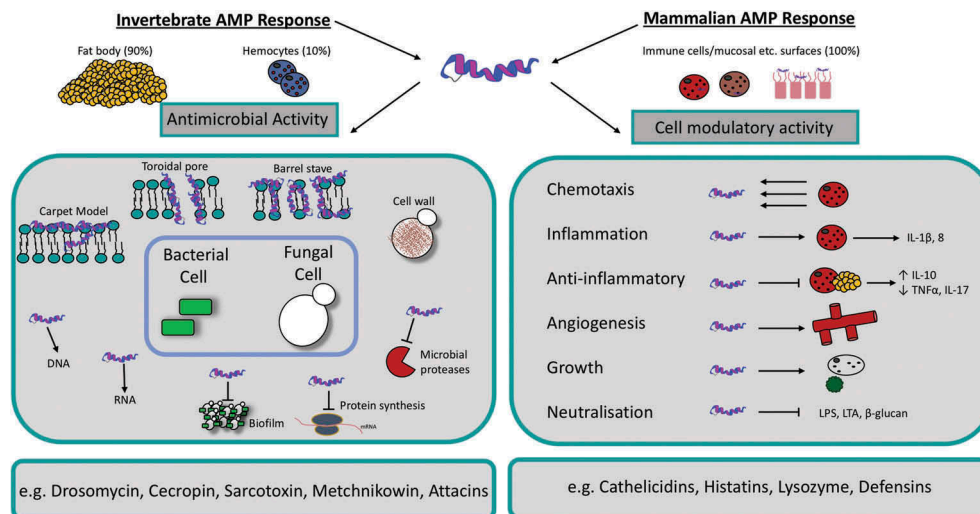 Invertebrate AMP Response
Mammalian AMP Response
Fat body (90%)
Hemocytes (10%)
Immune cells/mucosal etc. surfaces (100%)
Antimicrobial Activity
Cell modulatory activity
Toroidal pore
Barrel stave
Carpet Model
Cell wall
Bacterial
Cell
Fungal
Cell
DNA
RNA
Biofilm
Protein synthesis
mRNA
Microbial
proteases
Chemotaxis
Inflammation
IL-1β, 8
Anti-inflammatory
↑ IL-10
↓ TNFα, IL-17
Angiogenesis
Growth
Neutralisation
LPS, LTA, β-glucan
e.g. Drosomycin, Cecropin, Sarcotoxin, Metchnikowin, Attacins
e.g. Cathelicidins, Histatins, Lysozyme, Defensins